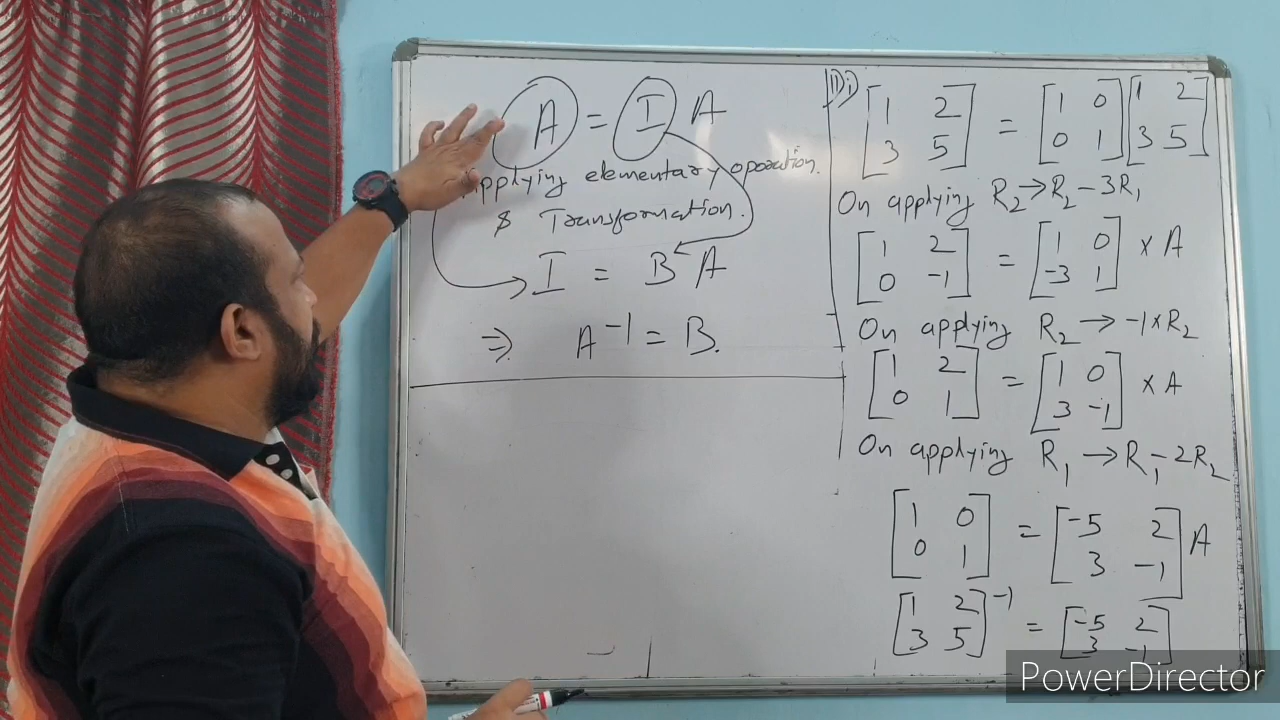 A = I A
Applying elementary operation.
& Transformation.
I = B A
⇒ A⁻¹ = B.
11) i) [1 2; 3 5] = [1 0; 0 1] [1 2; 3 5]
On applying R₂ → R₂ - 3R₁
[1 2; 0 -1] = [1 0; -3 1] × A
On applying R₂ → -1 × R₂
[1 2; 0 1] = [1 0; 3 -1] × A
On applying R₁ → R₁ - 2R₂
[1 0; 0 1] = [-5 2; 3 -1] A
[1 2; 3 5]⁻¹ = [-5 2; 3 -1]
PowerDirector